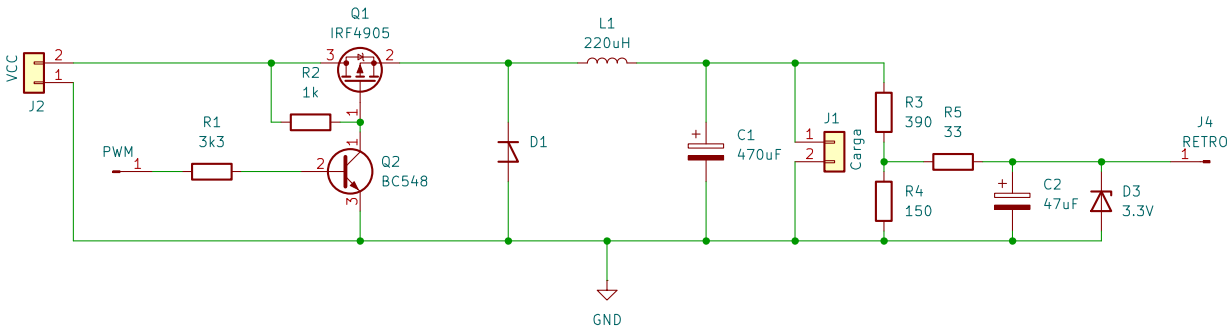 Q1
IRF4905
L1
220uH
VCC
2
1
J2
3
2
R2
1k
1
R1
3k3
PWM
1
2
1
3
Q2
BC548
D1
C1
470uF
J1
1
2
Carga
R3
390
R5
33
R4
150
C2
47uF
D3
3.3V
J4
RETRO
1
GND